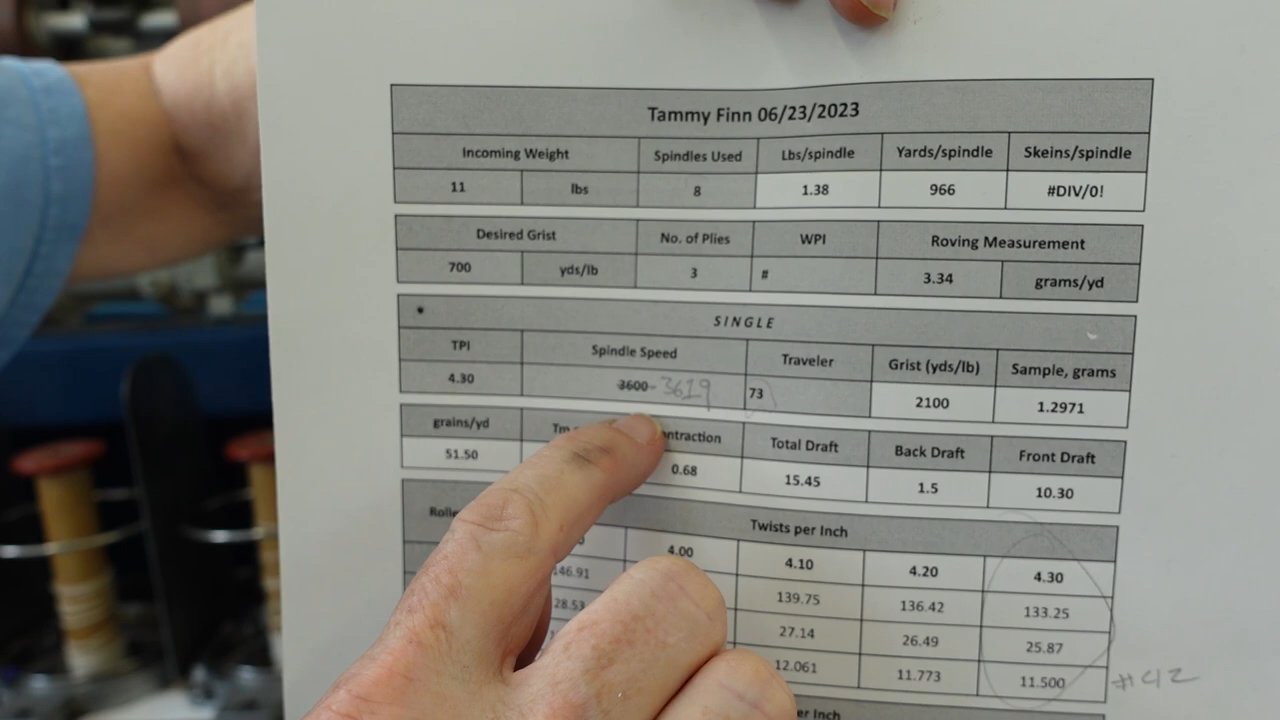 Tammy Finn 06/23/2023
Incoming Weight Spindles Used Lbs/spindle Yards/spindle Skeins/spindle
11 lbs 8 1.38 966 #DIV/0!
Desired Grist No. of Plies WPI Roving Measurement
700 yds/lb 3 # 3.34 grams/yd
SINGLE
TPI Spindle Speed Traveler Grist (yds/lb) Sample, grams
4.30 3600 3619 73 2100 1.2971
grains/yd Total Draft Back Draft Front Draft
51.50 0.68 15.45 1.5 10.30
Twists per Inch
4.00 4.10 4.20 4.30
139.75 136.42 133.25
27.14 26.49 25.87
12.061 11.773 11.500